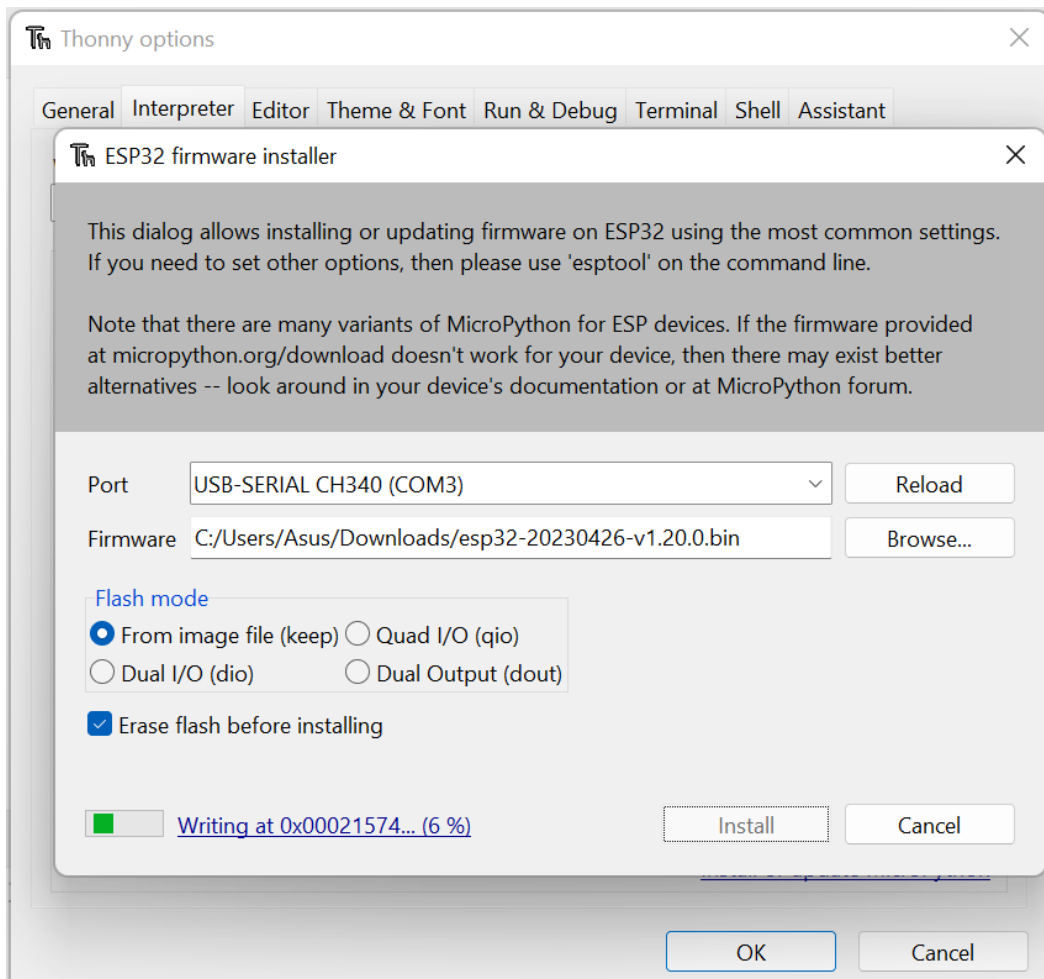 Thonny options
General Interpreter Editor Theme & Font Run & Debug Terminal Shell Assistant
ESP32 firmware installer
This dialog allows installing or updating firmware on ESP32 using the most common settings.
If you need to set other options, then please use 'esptool' on the command line.
Note that there are many variants of MicroPython for ESP devices. If the firmware provided
at micropython.org/download doesn't work for your device, then there may exist better
alternatives -- look around in your device's documentation or at MicroPython forum.
Port USB-SERIAL CH340 (COM3) Reload
Firmware C:/Users/Asus/Downloads/esp32-20230426-v1.20.0.bin Browse...
Flash mode
From image file (keep) Quad I/O (qio)
Dual I/O (dio) Dual Output (dout)
Erase flash before installing
Writing at 0x00021574... (6 %) Install Cancel
OK Cancel